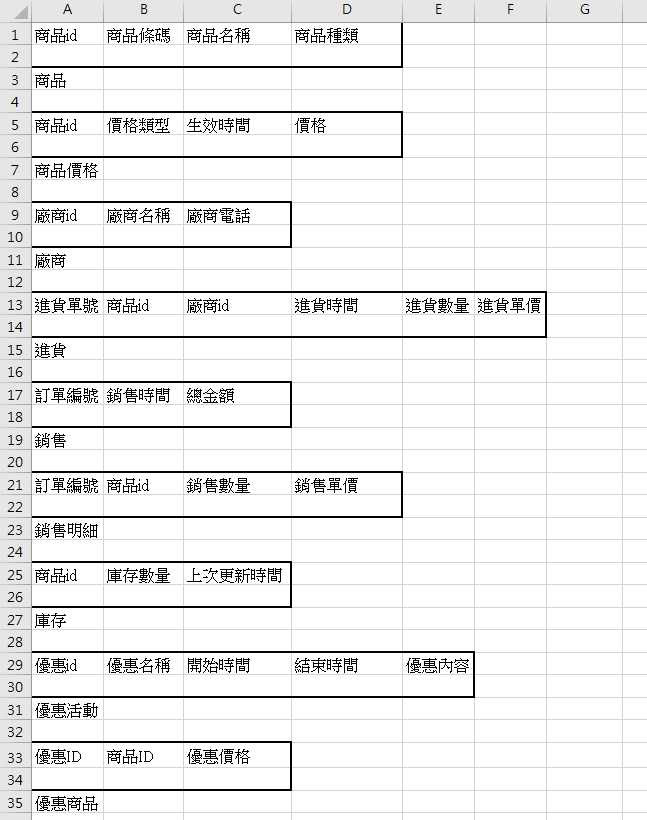 A B C D E F G
1 商品id 商品條碼 商品名稱 商品種類
2
3 商品
4
5 商品id 價格類型 生效時間 價格
6
7 商品價格
8
9 廠商id 廠商名稱 廠商電話
10
11 廠商
12
13 進貨單號 商品id 廠商id 進貨時間 進貨數量 進貨單價
14
15 進貨
16
17 訂單編號 銷售時間 總金額
18
19 銷售
20
21 訂單編號 商品id 銷售數量 銷售單價
22
23 銷售明細
24
25 商品id 庫存數量 上次更新時間
26
27 庫存
28
29 優惠id 優惠名稱 開始時間 結束時間 優惠內容
30
31 優惠活動
32
33 優惠ID 商品ID 優惠價格
34
35 優惠商品